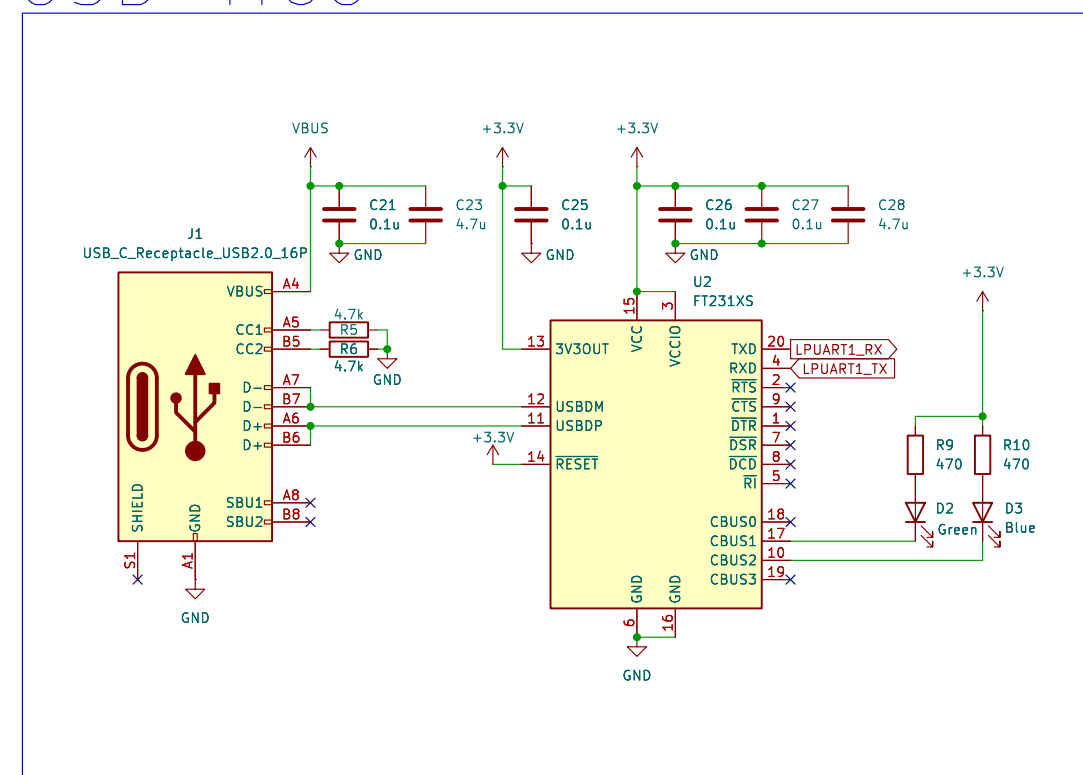 VBUS
+3.3V
+3.3V
C21
0.1u
C23
4.7u
C25
0.1u
C26
0.1u
C27
0.1u
C28
4.7u
GND
GND
GND
J1
USB_C_Receptacle_USB2.0_16P
VBUS
A4
CC1
A5
CC2
B5
4.7k
R5
R6
4.7k
GND
D-
A7
D-
B7
D+
A6
D+
B6
SBU1
A8
SBU2
B8
SHIELD
S1
GND
A1
GND
U2
FT231XS
15
VCC
3
VCCIO
13
3V3OUT
12
USBDM
11
USBDP
+3.3V
14
RESET
TXD
20
LPUART1_RX
RXD
4
LPUART1_TX
RTS
2
CTS
9
DTR
1
DSR
7
DCD
8
RI
5
CBUS0
18
CBUS1
17
CBUS2
10
CBUS3
19
GND
6
GND
16
GND
+3.3V
R9
470
R10
470
D2
Green
D3
Blue